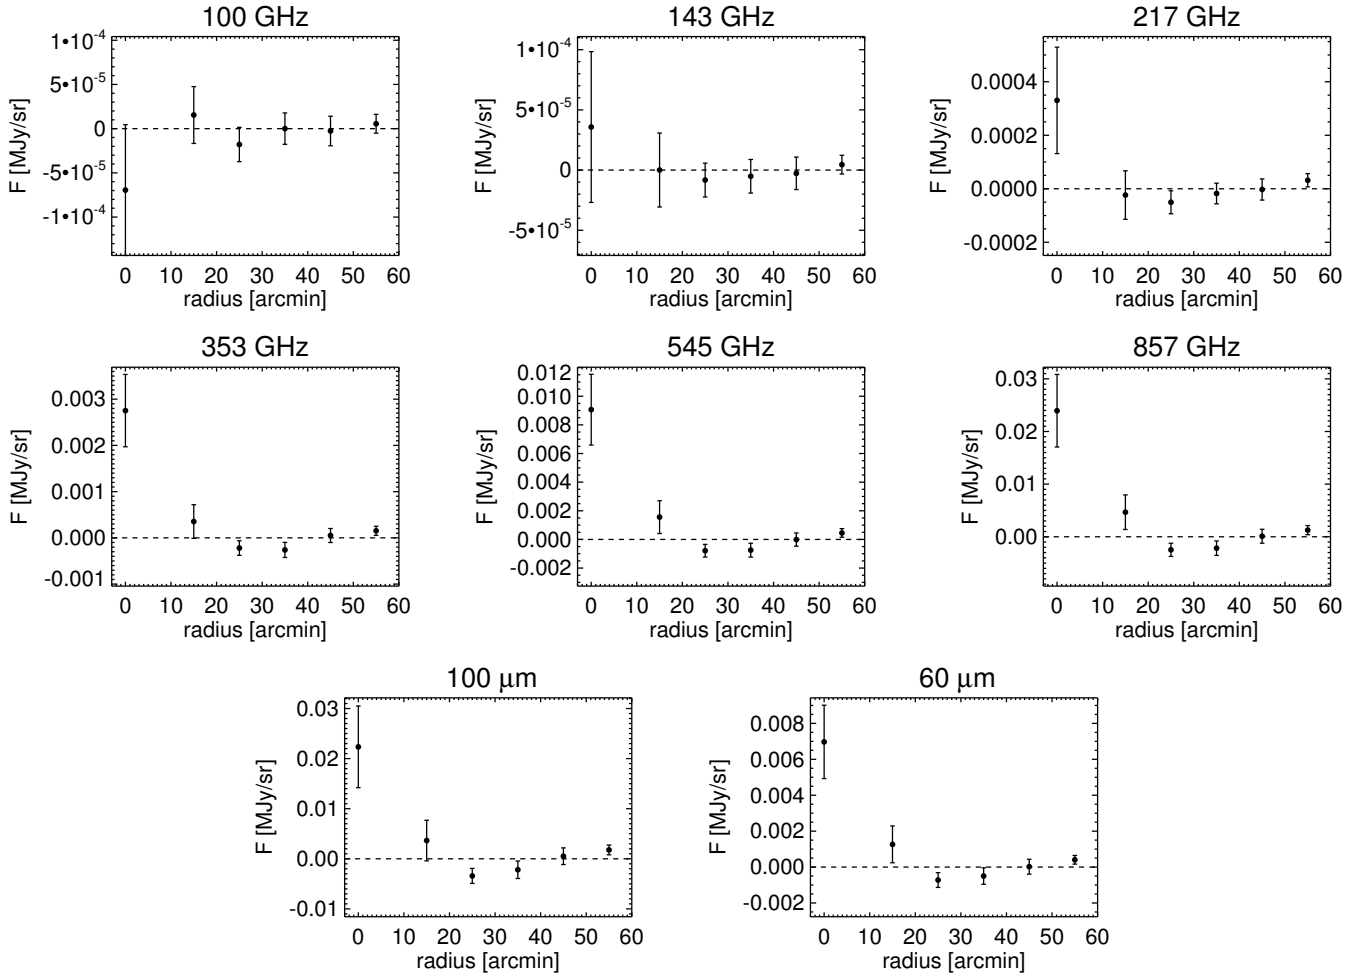 100 GHz
1•10⁻⁴
5•10⁻⁵
0
-5•10⁻⁵
-1•10⁻⁴
F [MJy/sr]
0 10 20 30 40 50 60
radius [arcmin]
143 GHz
1•10⁻⁴
5•10⁻⁵
0
-5•10⁻⁵
F [MJy/sr]
0 10 20 30 40 50 60
radius [arcmin]
217 GHz
0.0004
0.0002
0.0000
-0.0002
F [MJy/sr]
0 10 20 30 40 50 60
radius [arcmin]
353 GHz
0.003
0.002
0.001
0.000
-0.001
F [MJy/sr]
0 10 20 30 40 50 60
radius [arcmin]
545 GHz
0.012
0.010
0.008
0.006
0.004
0.002
0.000
-0.002
F [MJy/sr]
0 10 20 30 40 50 60
radius [arcmin]
857 GHz
0.03
0.02
0.01
0.00
F [MJy/sr]
0 10 20 30 40 50 60
radius [arcmin]
100 μm
0.03
0.02
0.01
0.00
-0.01
F [MJy/sr]
0 10 20 30 40 50 60
radius [arcmin]
60 μm
0.008
0.006
0.004
0.002
0.000
-0.002
F [MJy/sr]
0 10 20 30 40 50 60
radius [arcmin]